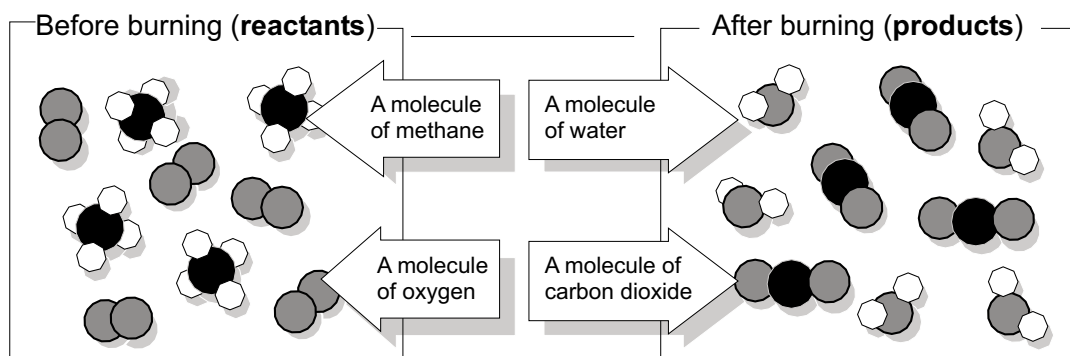 Before burning (reactants)
After burning (products)
A molecule
of methane
A molecule
of water
A molecule
of oxygen
A molecule of
carbon dioxide